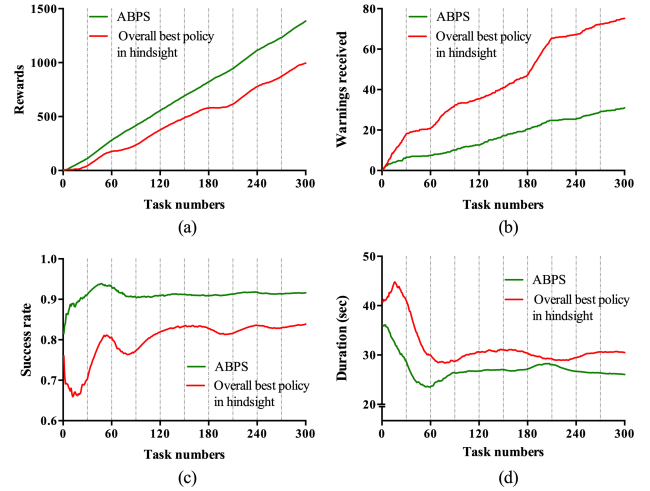 ABPS
Overall best policy
in hindsight
1500
1000
500
0
Rewards
0
60
120
180
240
300
Task numbers
(a)
ABPS
Overall best policy
in hindsight
80
60
40
20
0
Warnings received
0
60
120
180
240
300
Task numbers
(b)
1.0
0.9
0.8
0.7
0.6
Success rate
ABPS
Overall best policy
in hindsight
0
60
120
180
240
300
Task numbers
(c)
50
40
30
20
Duration (sec)
ABPS
Overall best policy
in hindsight
0
60
120
180
240
300
Task numbers
(d)